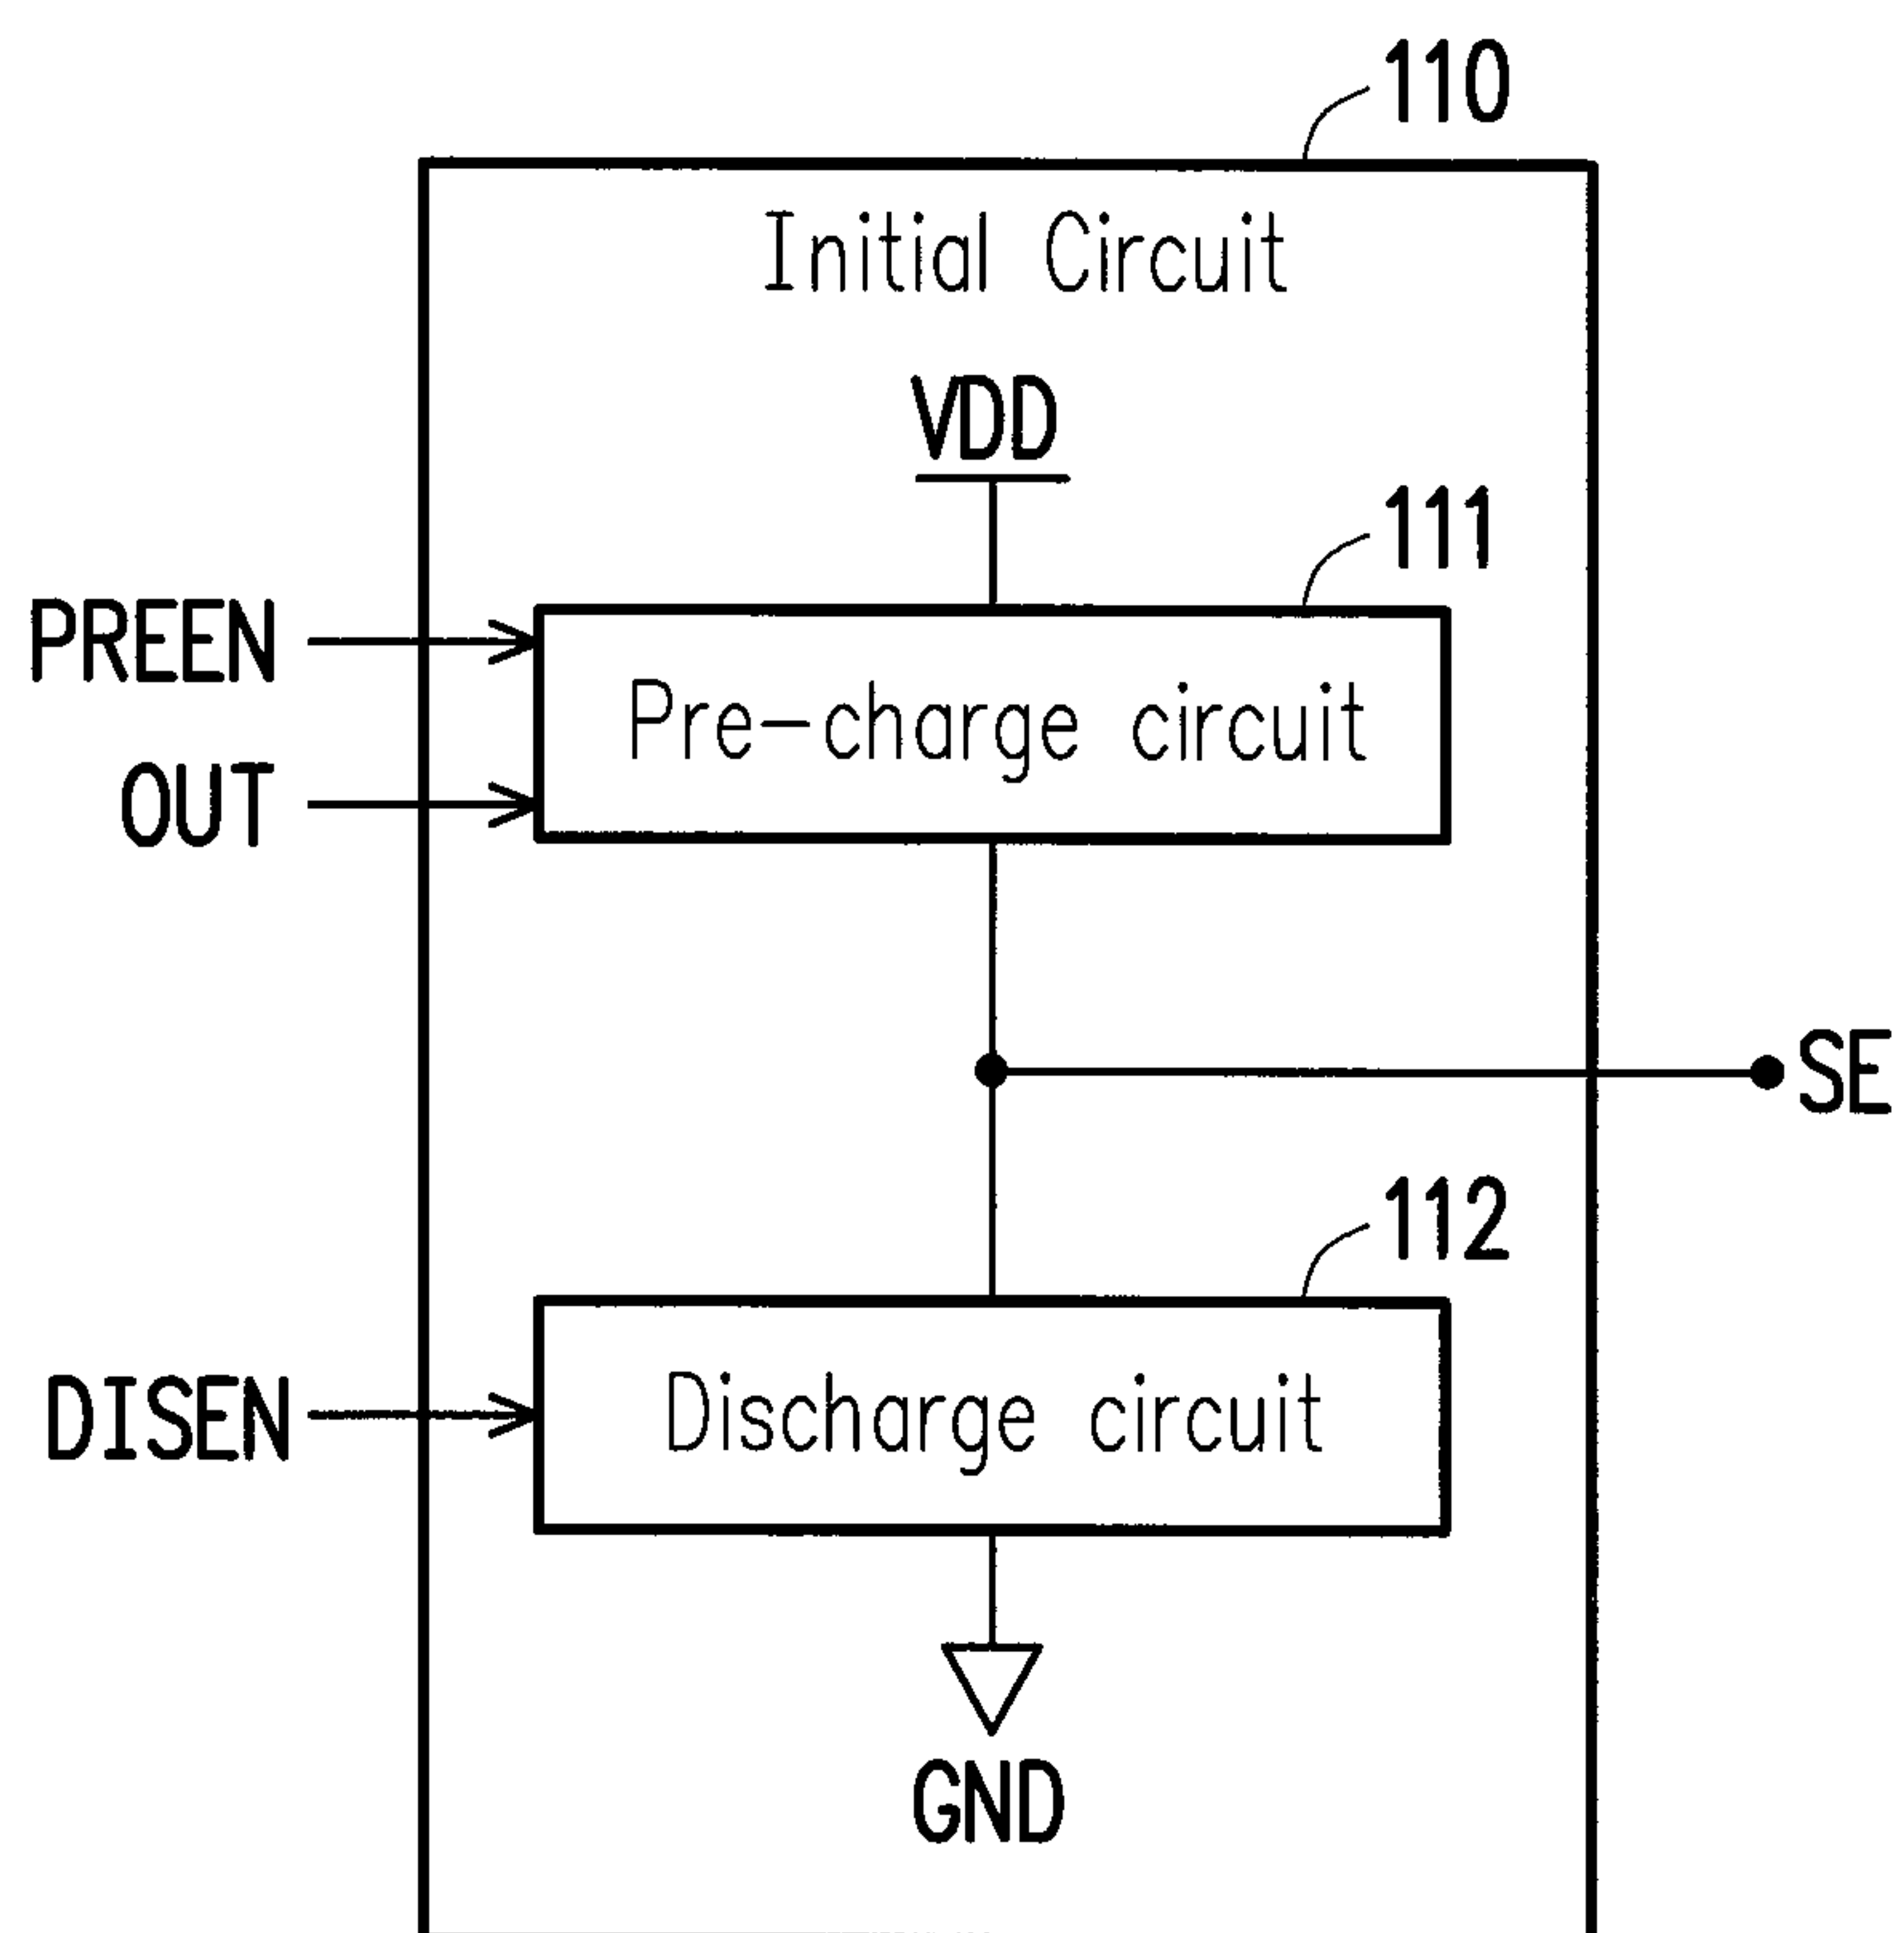 110
Initial Circuit
VDD
111
PREEN
Pre-charge circuit
OUT
SE
112
DISEN
Discharge circuit
GND